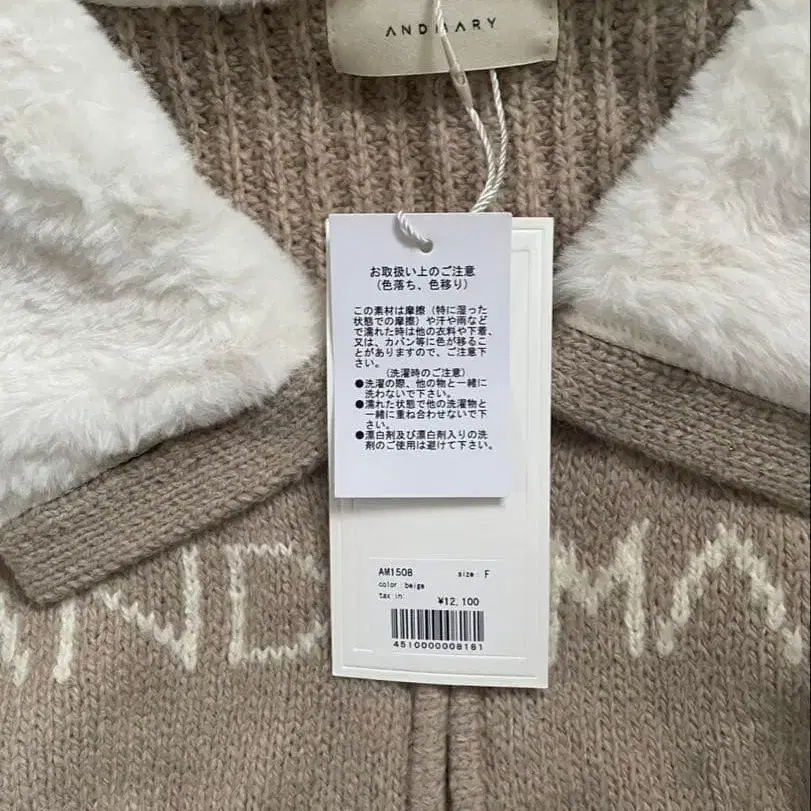 お取扱い上のご注意
(色落ち、色移り)
この素材は摩擦（特に湿った
状態での摩擦）や汗や雨など
で濡れた時は他の衣料や下着、
又は、カバン等に色が移るこ
とがありますので、ご注意下
さい。
(洗濯時のご注意)
●洗濯の際、他の物と一緒に
洗わないで下さい。
●濡れた状態で他の洗濯物と
一緒に重ね合わせないで下
さい。
●漂白剤及び漂白剤入りの洗
剤のご使用は避けて下さい。
AM1508 size: F
color:beige
tax in:
¥12,100
4510000008161